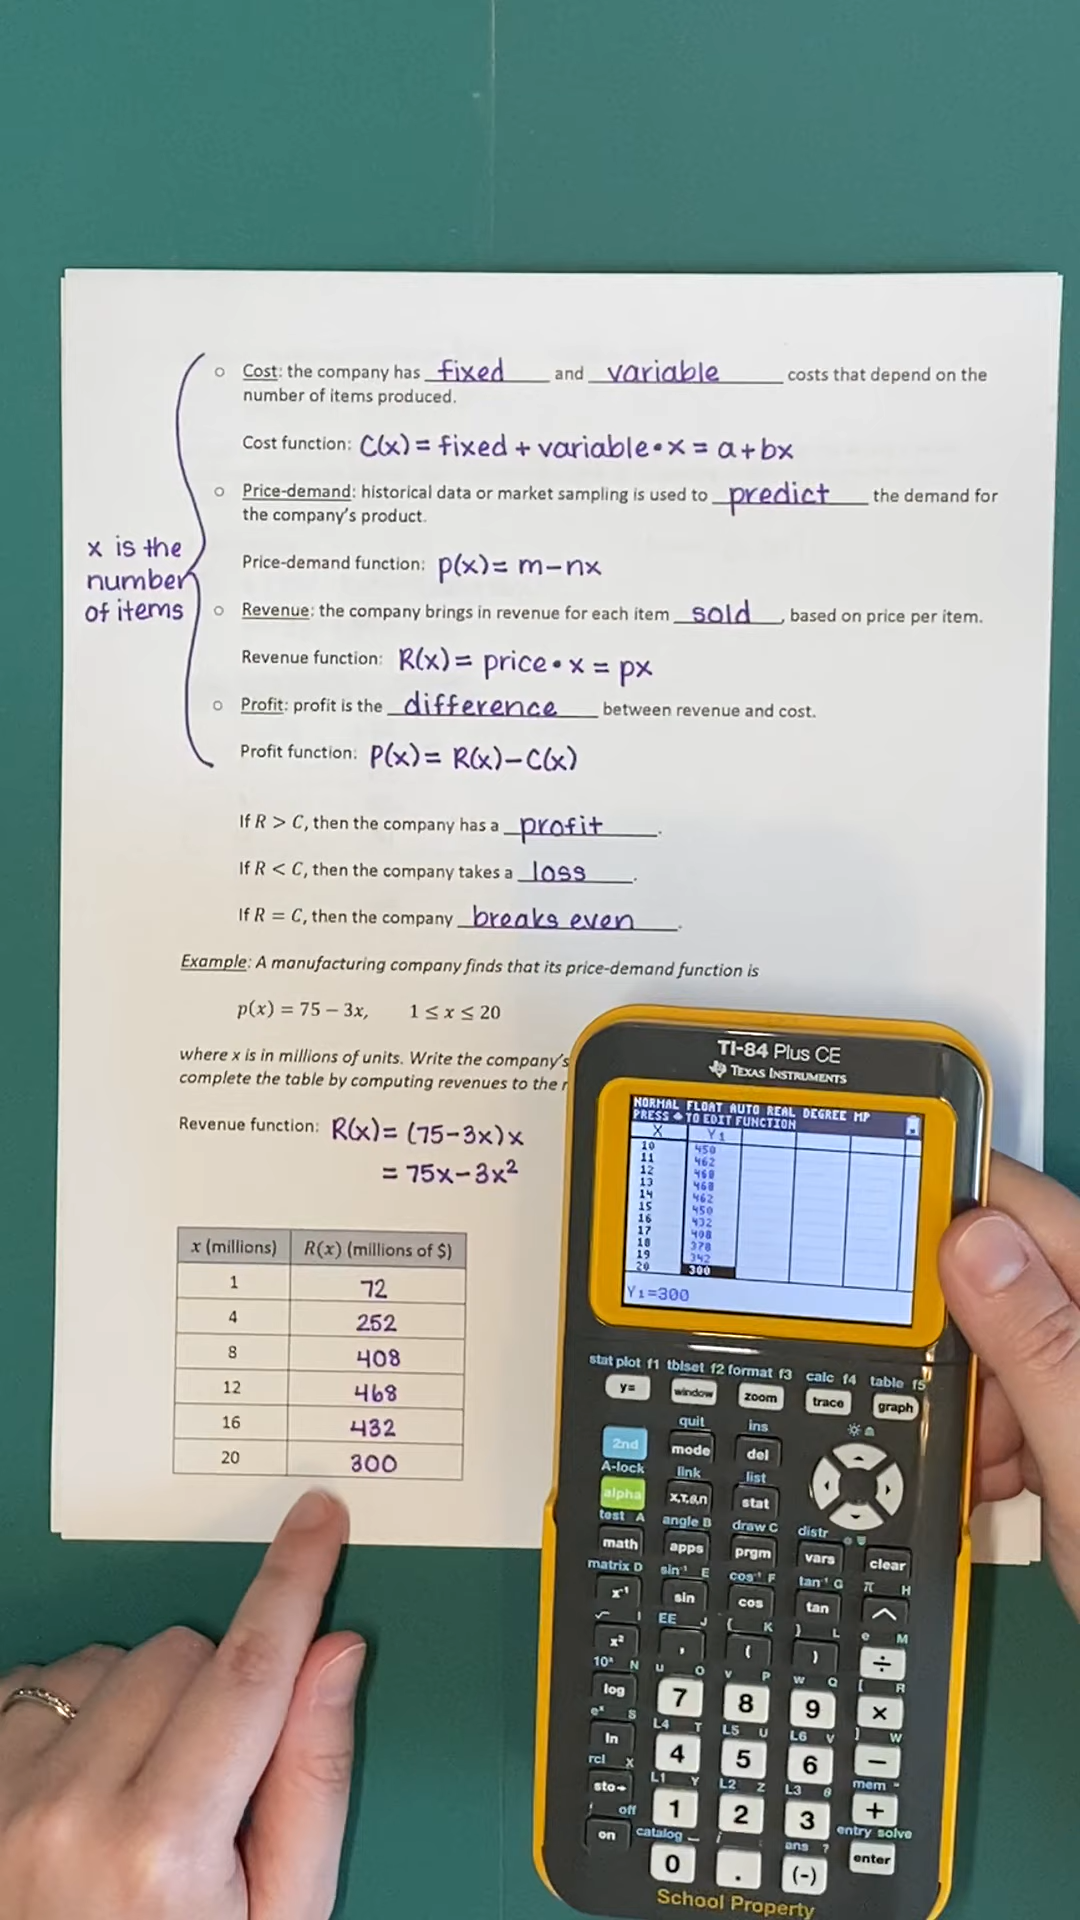 ○ Cost: the company has fixed and variable costs that depend on the
number of items produced.
Cost function: C(x) = fixed + variable • x = a + bx
○ Price-demand: historical data or market sampling is used to predict the demand for
the company's product.
x is the
number
of items
Price-demand function: p(x) = m - nx
○ Revenue: the company brings in revenue for each item sold, based on price per item.
Revenue function: R(x) = price • x = px
○ Profit: profit is the difference between revenue and cost.
Profit function: P(x) = R(x) - C(x)
If R > C, then the company has a profit.
If R < C, then the company takes a loss.
If R = C, then the company breaks even.
Example: A manufacturing company finds that its price-demand function is
p(x) = 75 − 3x, 1 ≤ x ≤ 20
where x is in millions of units. Write the company's
complete the table by computing revenues to the
Revenue function: R(x) = (75-3x)x
= 75x - 3x²
x (millions) R(x) (millions of $)
1 72
4 252
8 408
12 468
16 432
20 300
TI-84 Plus CE
TEXAS INSTRUMENTS
NORMAL FLOAT AUTO REAL DEGREE MP
PRESS + TO EDIT FUNCTION
X Y1
10 450
11 462
12 468
13 468
14 462
15 450
16 432
17 408
18 378
19 342
20 300
Y1=300
stat plot f1 tblset f2 format f3 calc f4 table f5
y= window zoom trace graph
quit ins
2nd mode del
A-lock link list
alpha X,T,θ,n stat
test A angle B draw C distr
math apps prgm vars clear
matrix D sin⁻¹ E cos⁻¹ F tan⁻¹ G π H
x⁻¹ sin cos tan ^
√ I EE J { K } L e M
x² , ( ) ÷
10ˣ N u O v P w Q [ R
log 7 8 9 ×
eˣ S L4 T L5 U L6 V ] W
ln 4 5 6 −
rcl X L1 Y L2 Z L3 θ mem "
sto→ 1 2 3 +
off catalog _ i ans ? entry solve
on 0 . (-) enter
School Property